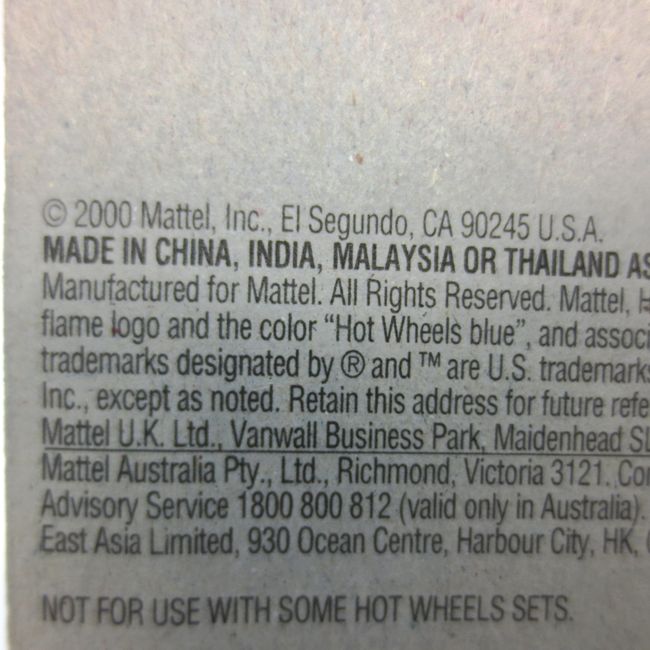 © 2000 Mattel, Inc., El Segundo, CA 90245 U.S.A.
MADE IN CHINA, INDIA, MALAYSIA OR THAILAND AS
Manufactured for Mattel. All Rights Reserved. Mattel,
flame logo and the color “Hot Wheels blue”, and associ
trademarks designated by ® and ™ are U.S. trademarks
Inc., except as noted. Retain this address for future refe
Mattel U.K. Ltd., Vanwall Business Park, Maidenhead SL
Mattel Australia Pty., Ltd., Richmond, Victoria 3121. Con
Advisory Service 1800 800 812 (valid only in Australia).
East Asia Limited, 930 Ocean Centre, Harbour City, HK,
NOT FOR USE WITH SOME HOT WHEELS SETS.